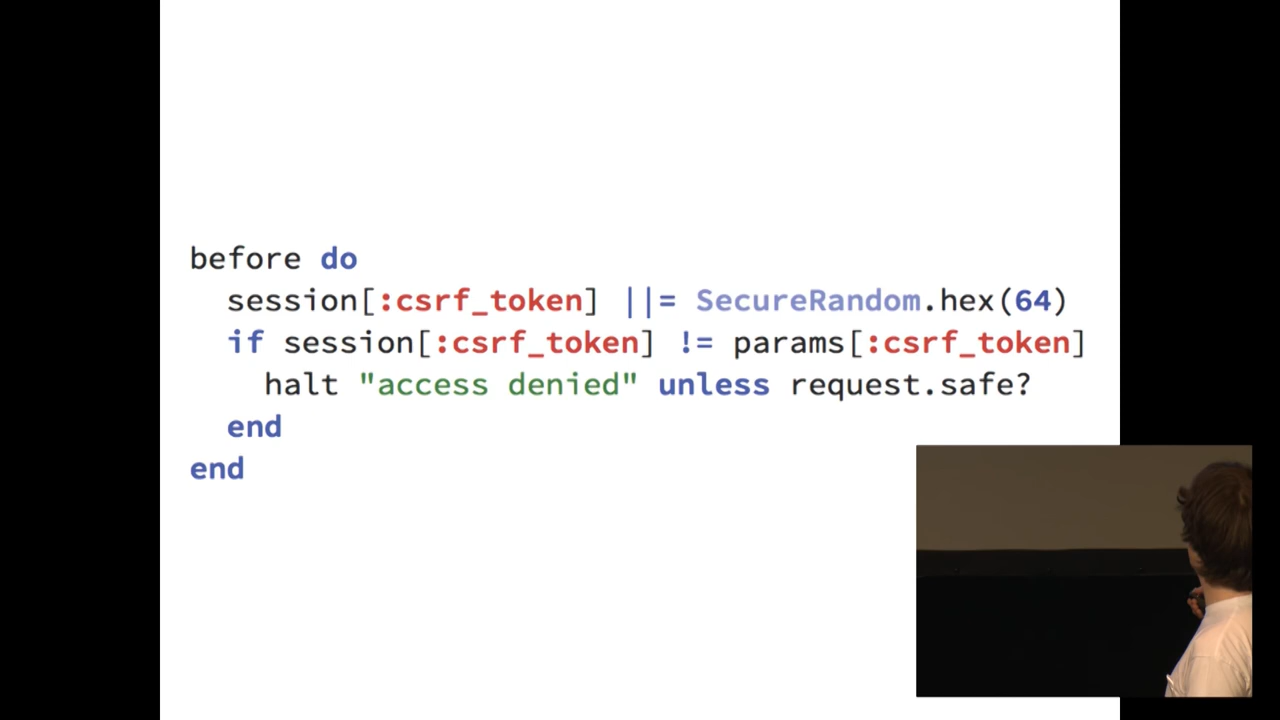 before do
  session[:csrf_token] ||= SecureRandom.hex(64)
  if session[:csrf_token] != params[:csrf_token]
    halt "access denied" unless request.safe?
  end
end